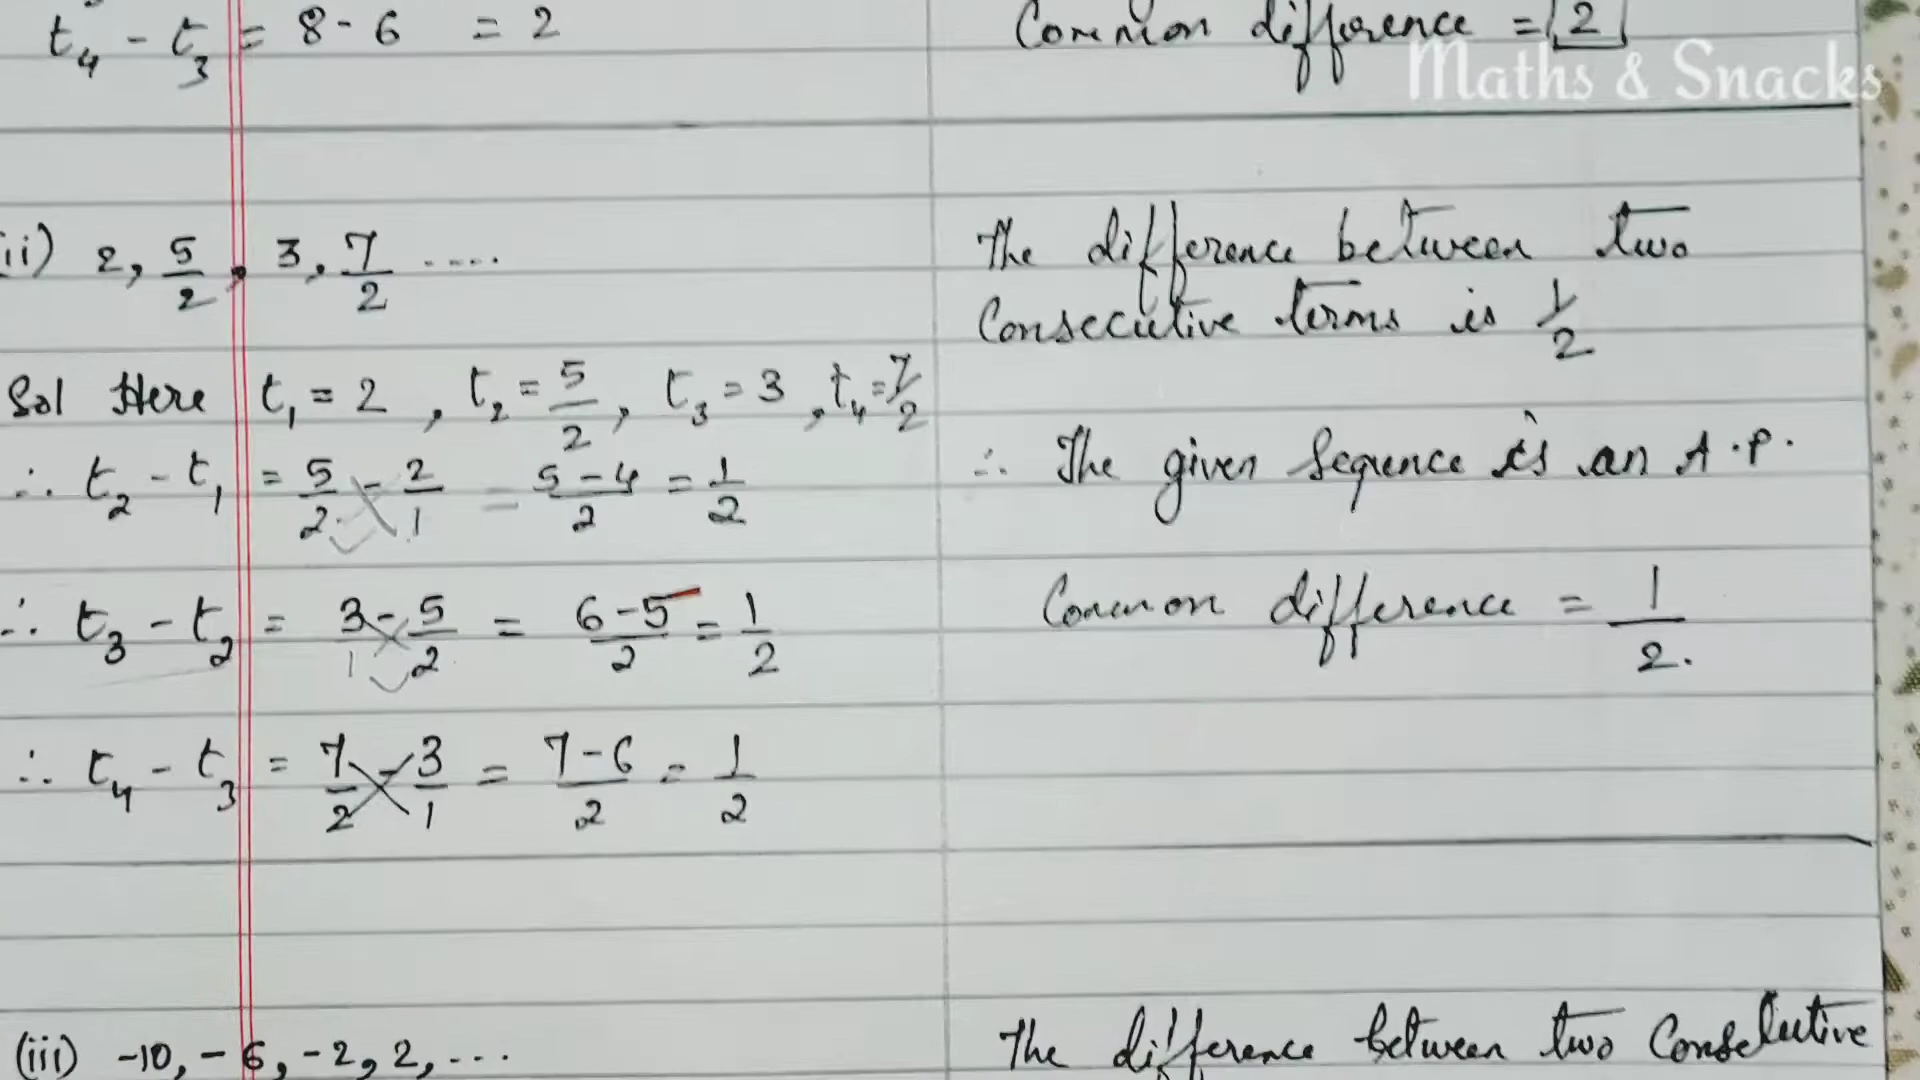 t₄ - t₃ = 8 - 6 = 2
Common difference = 2
Maths & Snacks
ii) 2, 5/2, 3, 7/2 ....
Sol Here t₁ = 2, t₂ = 5/2, t₃ = 3, t₄ = 7/2
∴ t₂ - t₁ = 5/2 - 2/1 = 5-4/2 = 1/2
∴ t₃ - t₂ = 3/1 - 5/2 = 6-5/2 = 1/2
∴ t₄ - t₃ = 7/2 - 3/1 = 7-6/2 = 1/2
The difference between two
Consecutive terms is 1/2
∴ The given Sequence is an A.P.
Common difference = 1/2.
(iii) -10, -6, -2, 2, ...
The difference between two Consecutive